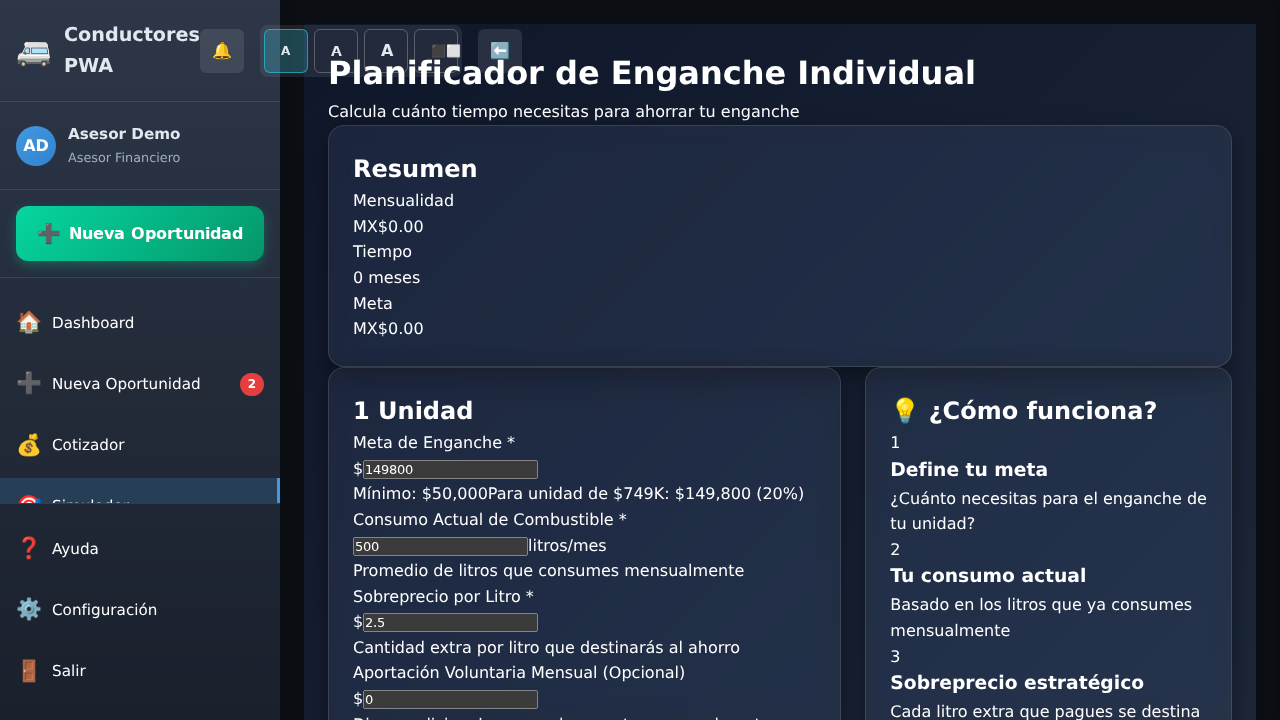 Conductores
PWA
A
A
A
Asesor Demo
AD
Asesor Financiero
Nueva Oportunidad
Dashboard
Nueva Oportunidad
2
Cotizador
Ayuda
Configuración
Salir
Planificador de Enganche Individual
Calcula cuánto tiempo necesitas para ahorrar tu enganche
Resumen
Mensualidad
MX$0.00
Tiempo
0 meses
Meta
MX$0.00
1 Unidad
Meta de Enganche *
$149800
Mínimo: $50,000Para unidad de $749K: $149,800 (20%)
Consumo Actual de Combustible *
500 litros/mes
Promedio de litros que consumes mensualmente
Sobreprecio por Litro *
$2.5
Cantidad extra por litro que destinarás al ahorro
Aportación Voluntaria Mensual (Opcional)
$0
💡 ¿Cómo funciona?
1
Define tu meta
¿Cuánto necesitas para el enganche de
tu unidad?
2
Tu consumo actual
Basado en los litros que ya consumes
mensualmente
3
Sobreprecio estratégico
Cada litro extra que pagues se destina